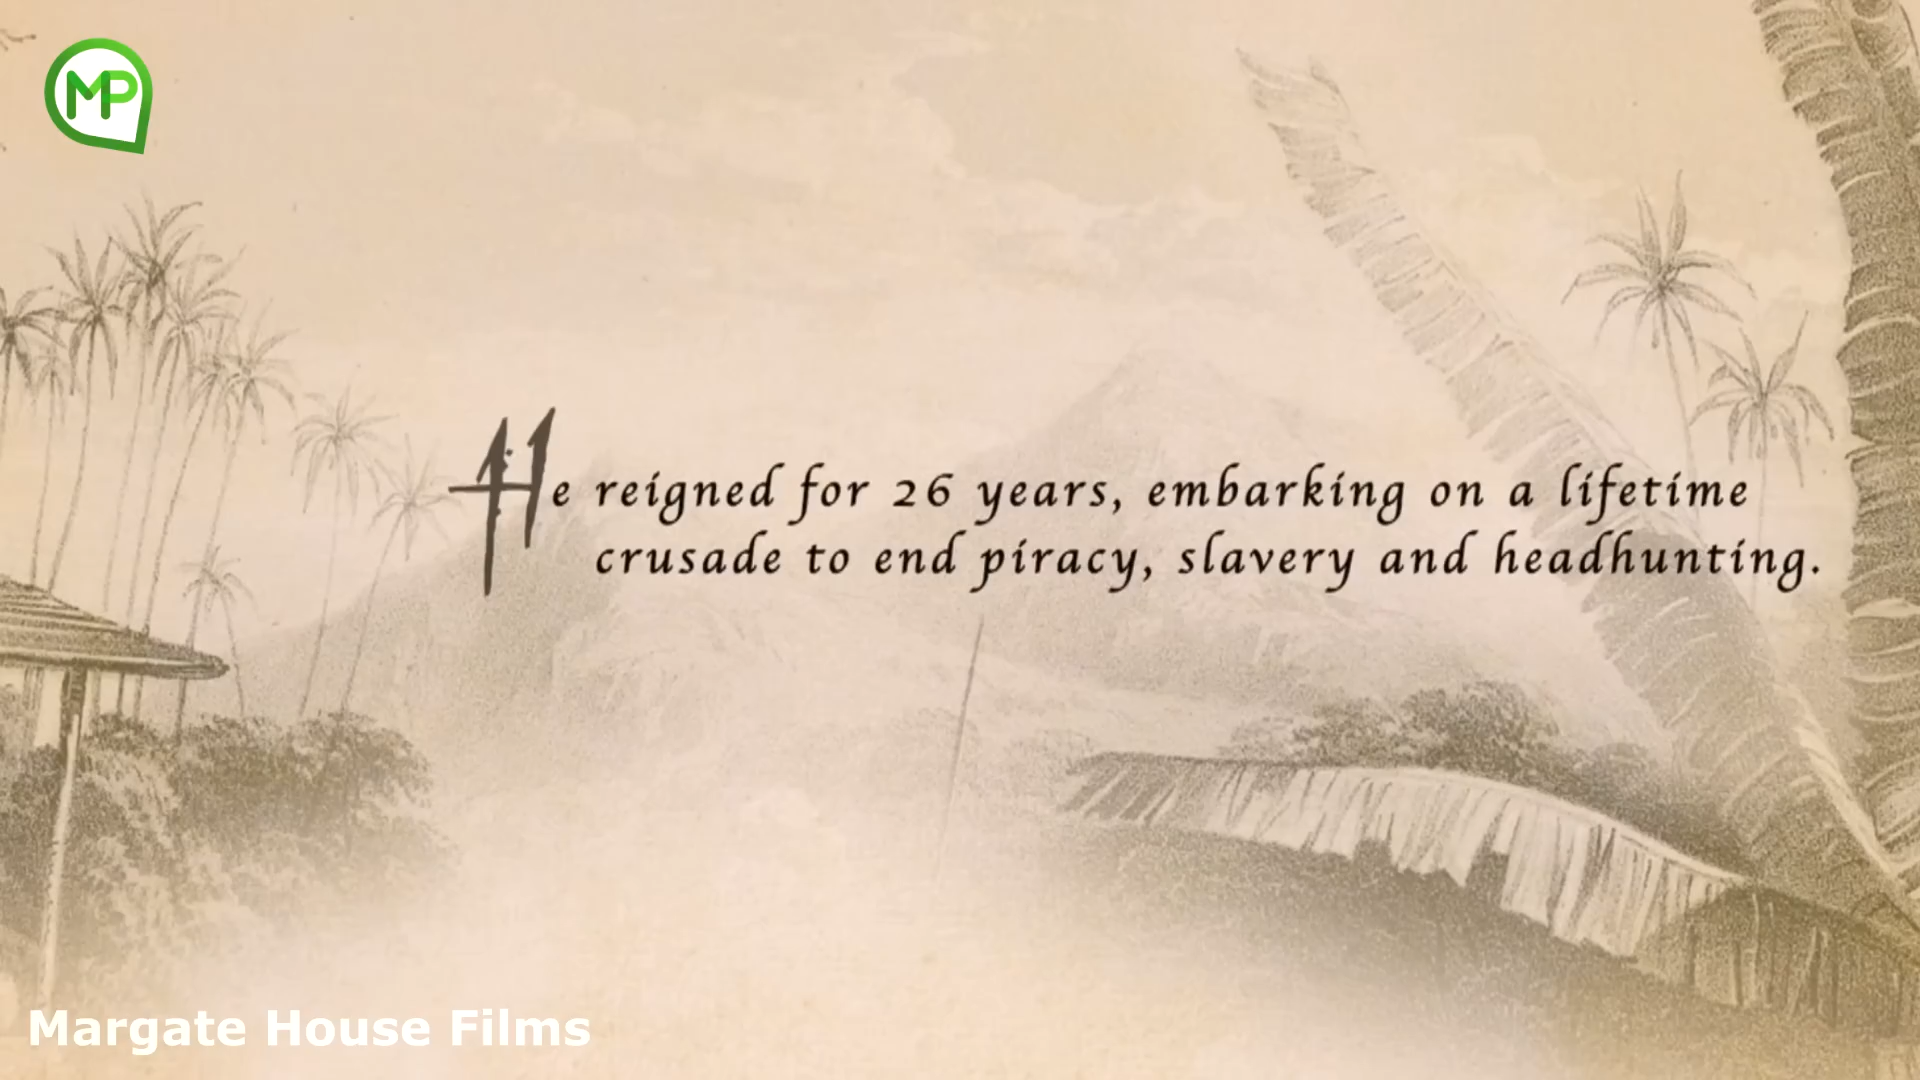 MP
He reigned for 26 years, embarking on a lifetime
crusade to end piracy, slavery and headhunting.
Margate House Films